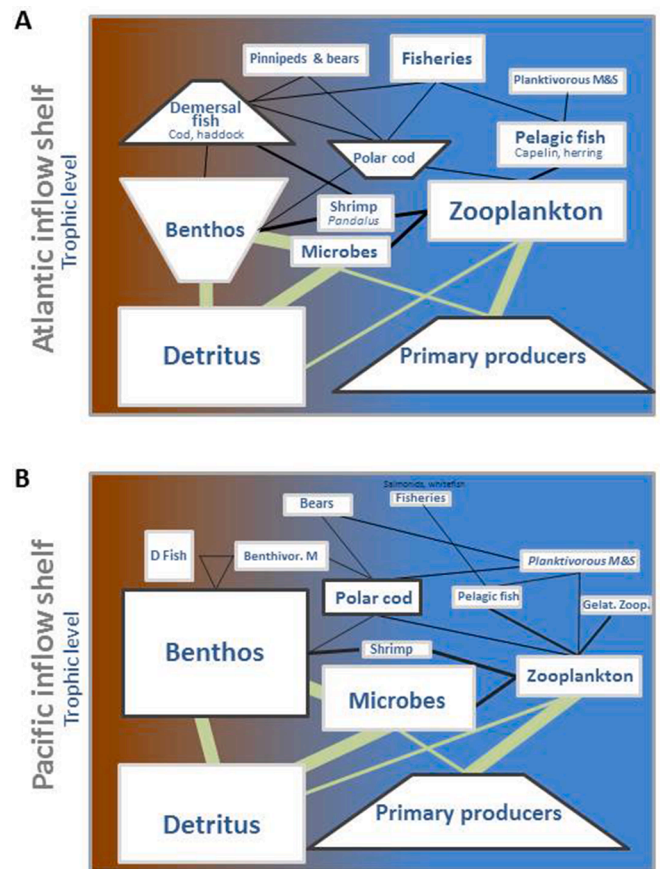 A
Atlantic inflow shelf
Trophic level
Pinnipeds & bears
Fisheries
Planktivorous M&S
Demersal
fish
Cod, haddock
Polar cod
Pelagic fish
Capelin, herring
Benthos
Shrimp
Pandalus
Zooplankton
Microbes
Detritus
Primary producers
B
Pacific inflow shelf
Trophic level
Salmonids, whitefish
Fisheries
Bears
D Fish
Benthivor. M
Planktivorous M&S
Polar cod
Pelagic fish
Gelat. Zoop.
Benthos
Shrimp
Zooplankton
Microbes
Detritus
Primary producers